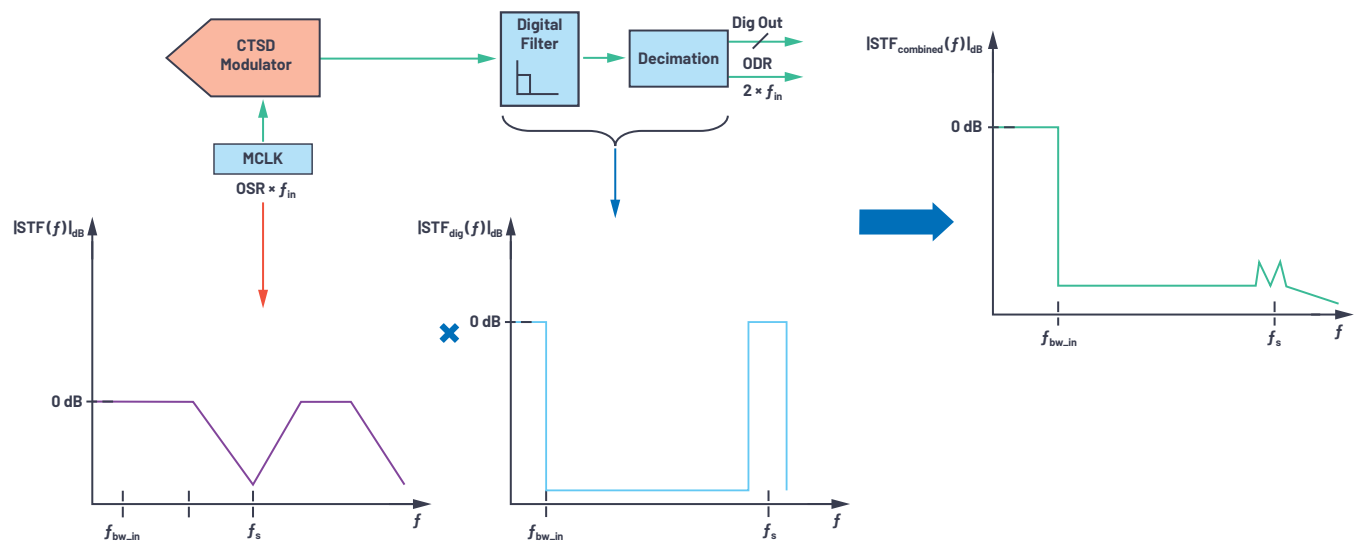 CTSD
Modulator
MCLK
OSR × fin
Digital
Filter
Decimation
Dig Out
ODR
2 × fin
|STF(f)|dB
0 dB
fbw_in
fs
f
|STFdig(f)|dB
0 dB
fbw_in
fs
f
|STFcombined(f)|dB
0 dB
fbw_in
fs
f